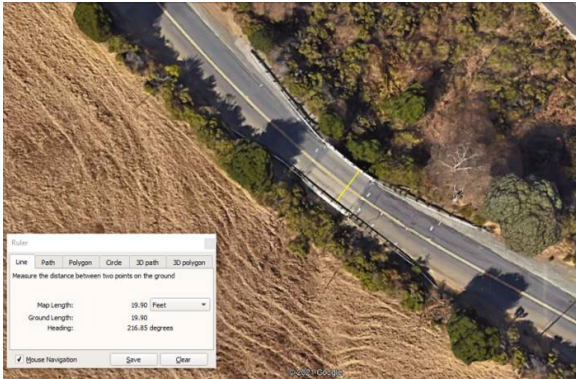 Ruler
Line Path Polygon Circle 3D path 3D polygon
Measure the distance between two points on the ground
Map Length: 19.90 Feet
Ground Length: 19.90
Heading: 216.85 degrees
Mouse Navigation Save Clear
©2021 Google